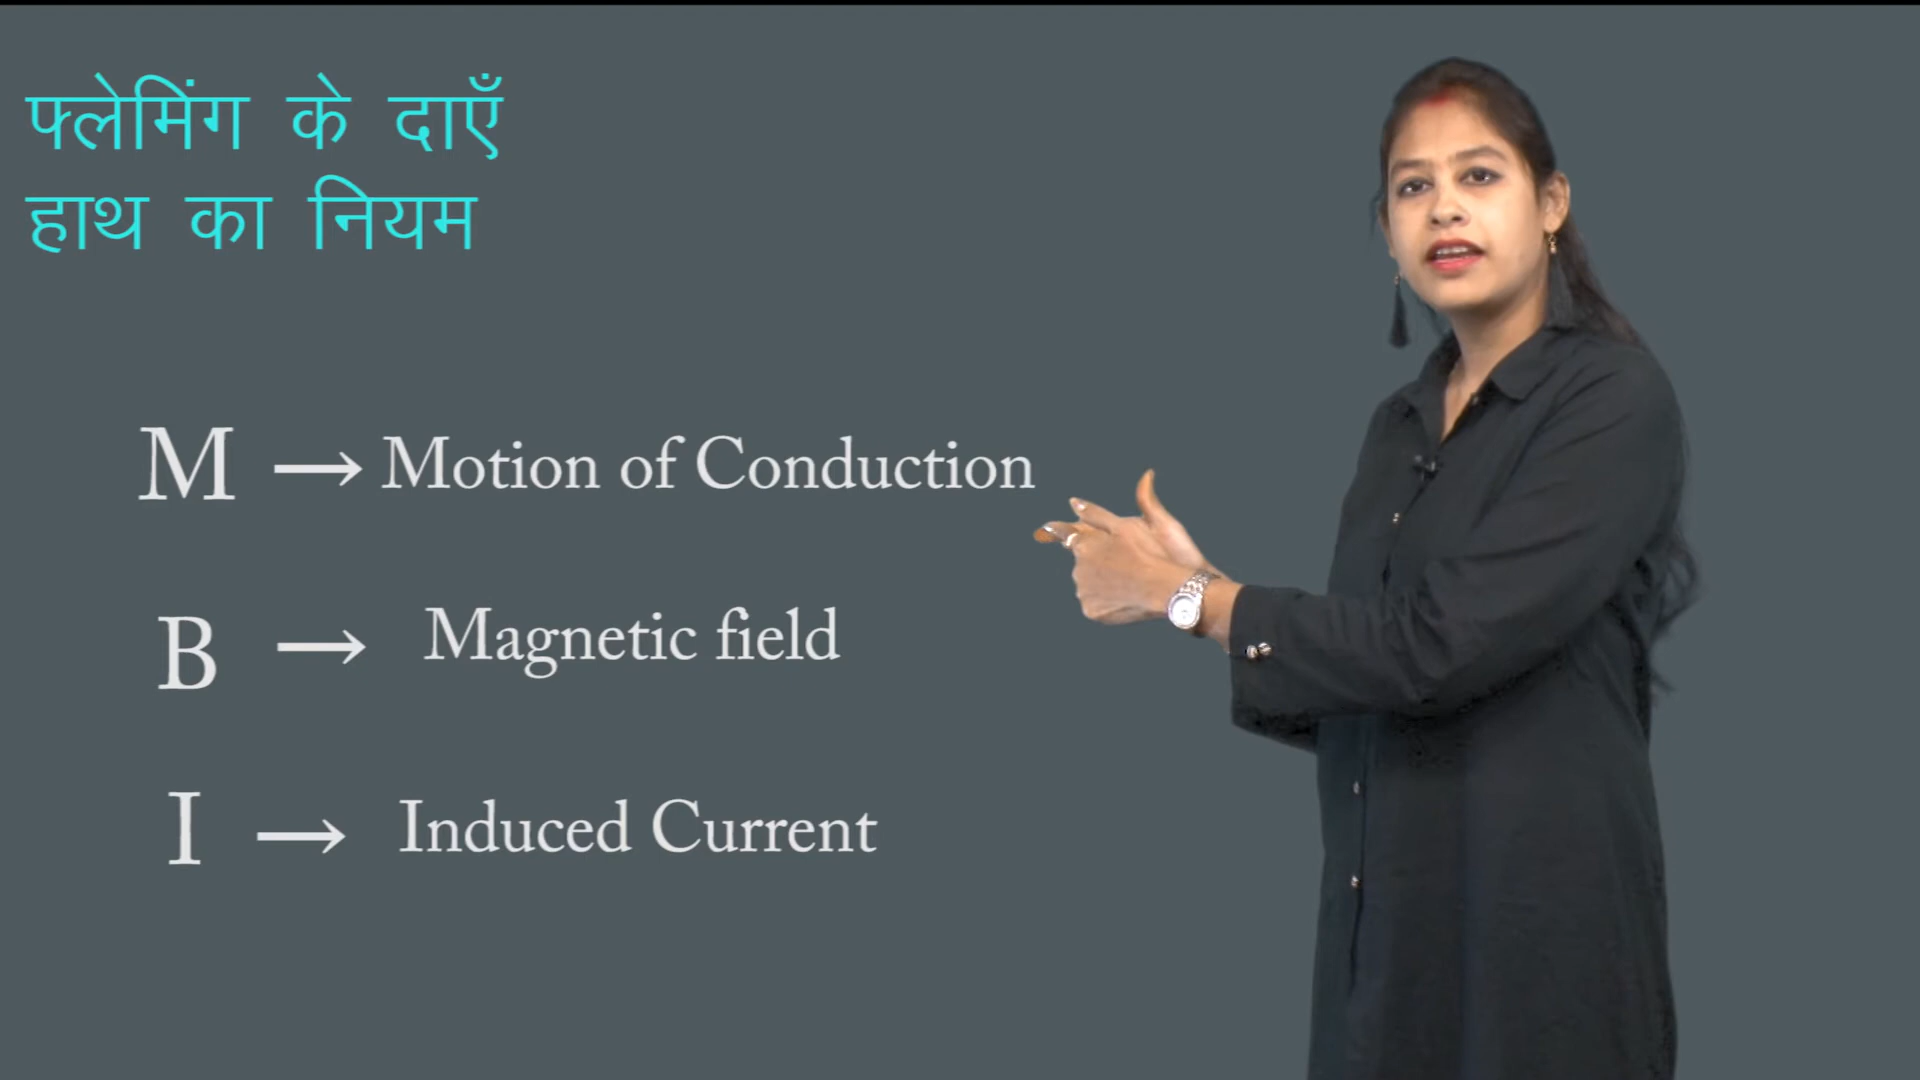 फ्लेमिंग के दाएँ
हाथ का नियम
M → Motion of Conduction
B → Magnetic field
I → Induced Current